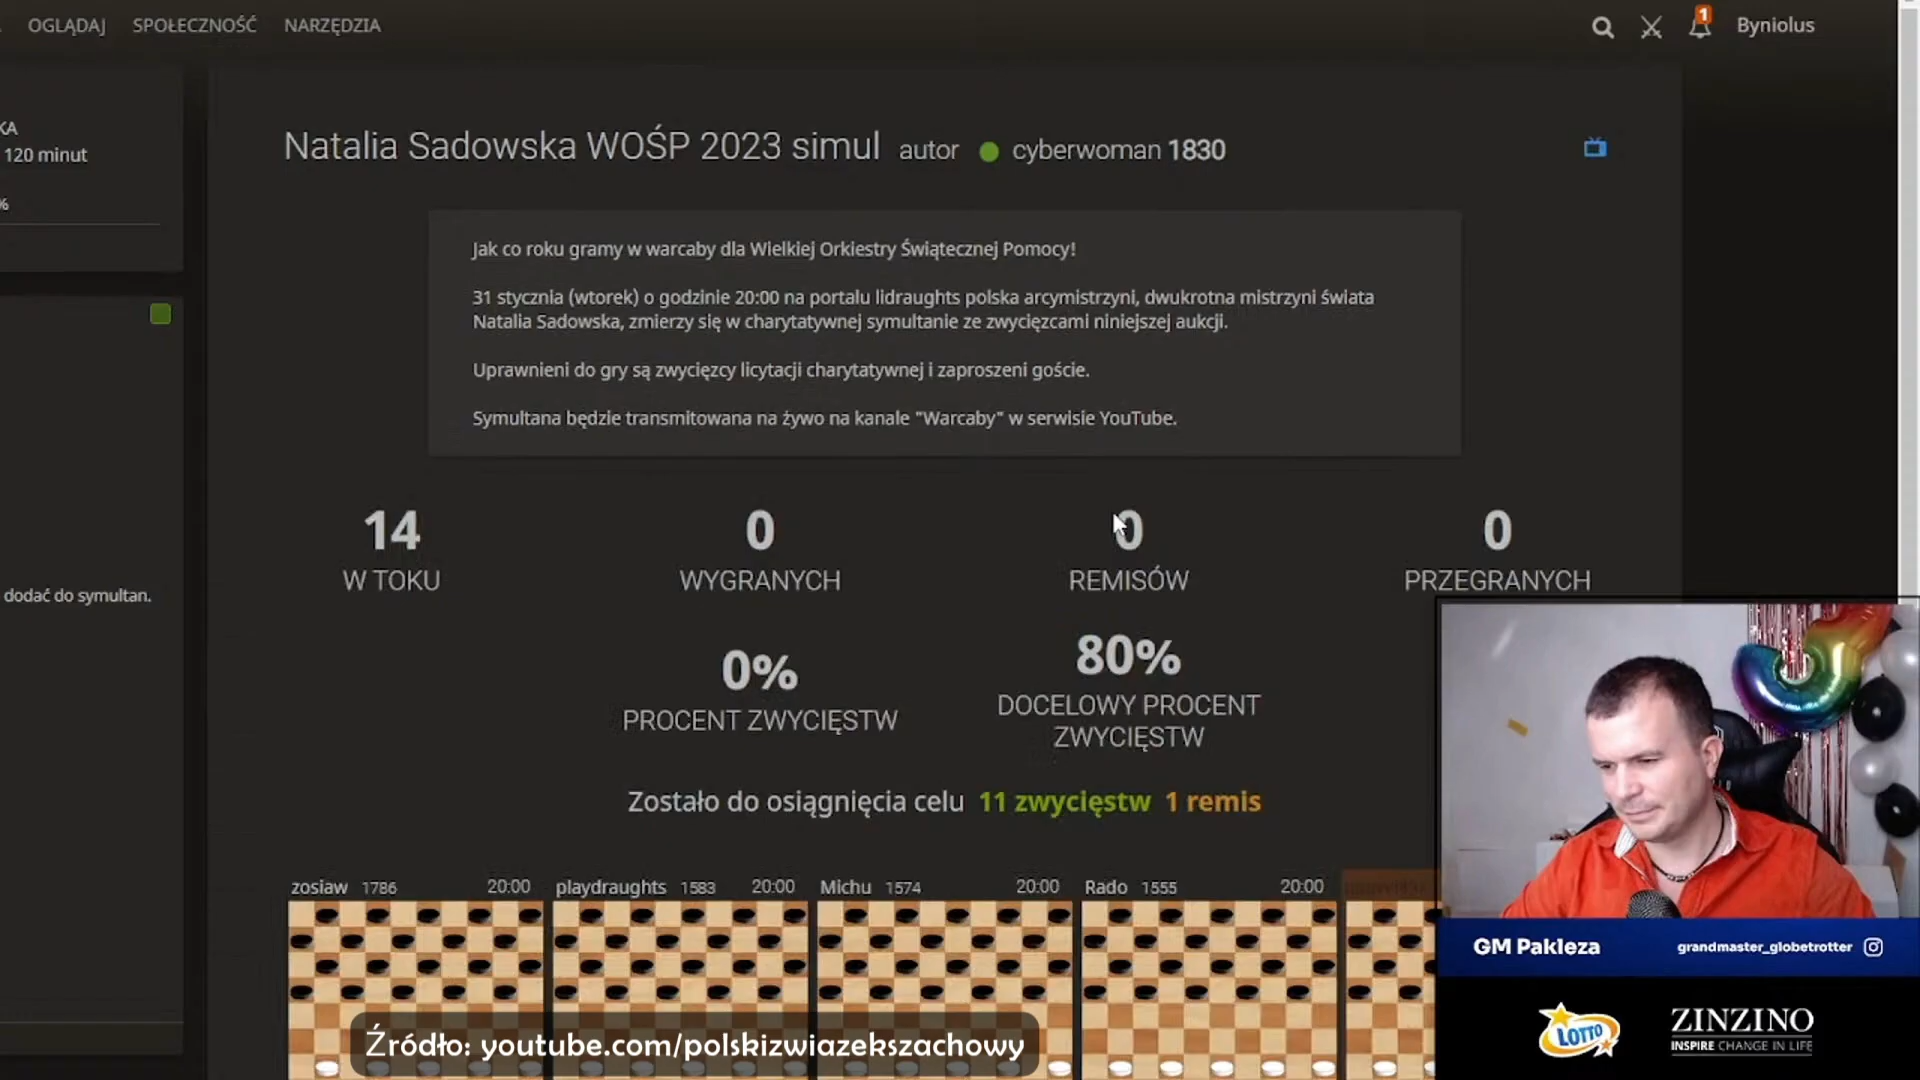 OGLĄDAJ SPOŁECZNOŚĆ NARZĘDZIA
1
Byniolus
KA
120 minut
%
dodać do symultan.
Natalia Sadowska WOŚP 2023 simul autor cyberwoman 1830
Jak co roku gramy w warcaby dla Wielkiej Orkiestry Świątecznej Pomocy!
31 stycznia (wtorek) o godzinie 20:00 na portalu lidraughts polska arcymistrzyni, dwukrotna mistrzyni świata
Natalia Sadowska, zmierzy się w charytatywnej symultanie ze zwycięzcami niniejszej aukcji.
Uprawnieni do gry są zwycięzcy licytacji charytatywnej i zaproszeni goście.
Symultana będzie transmitowana na żywo na kanale "Warcaby" w serwisie YouTube.
14 0 0 0
W TOKU WYGRANYCH REMISÓW PRZEGRANYCH
0% 80%
PROCENT ZWYCIĘSTW DOCELOWY PROCENT
ZWYCIĘSTW
Zostało do osiągnięcia celu 11 zwycięstw 1 remis
zosiaw 1786 20:00 playdraughts 1583 20:00 Michu 1574 20:00 Rado 1555 20:00
GM Pakleza grandmaster_globetrotter
LOTTO
ZINZINO
INSPIRE CHANGE IN LIFE
Źródło: youtube.com/polskizwiazekszachowy